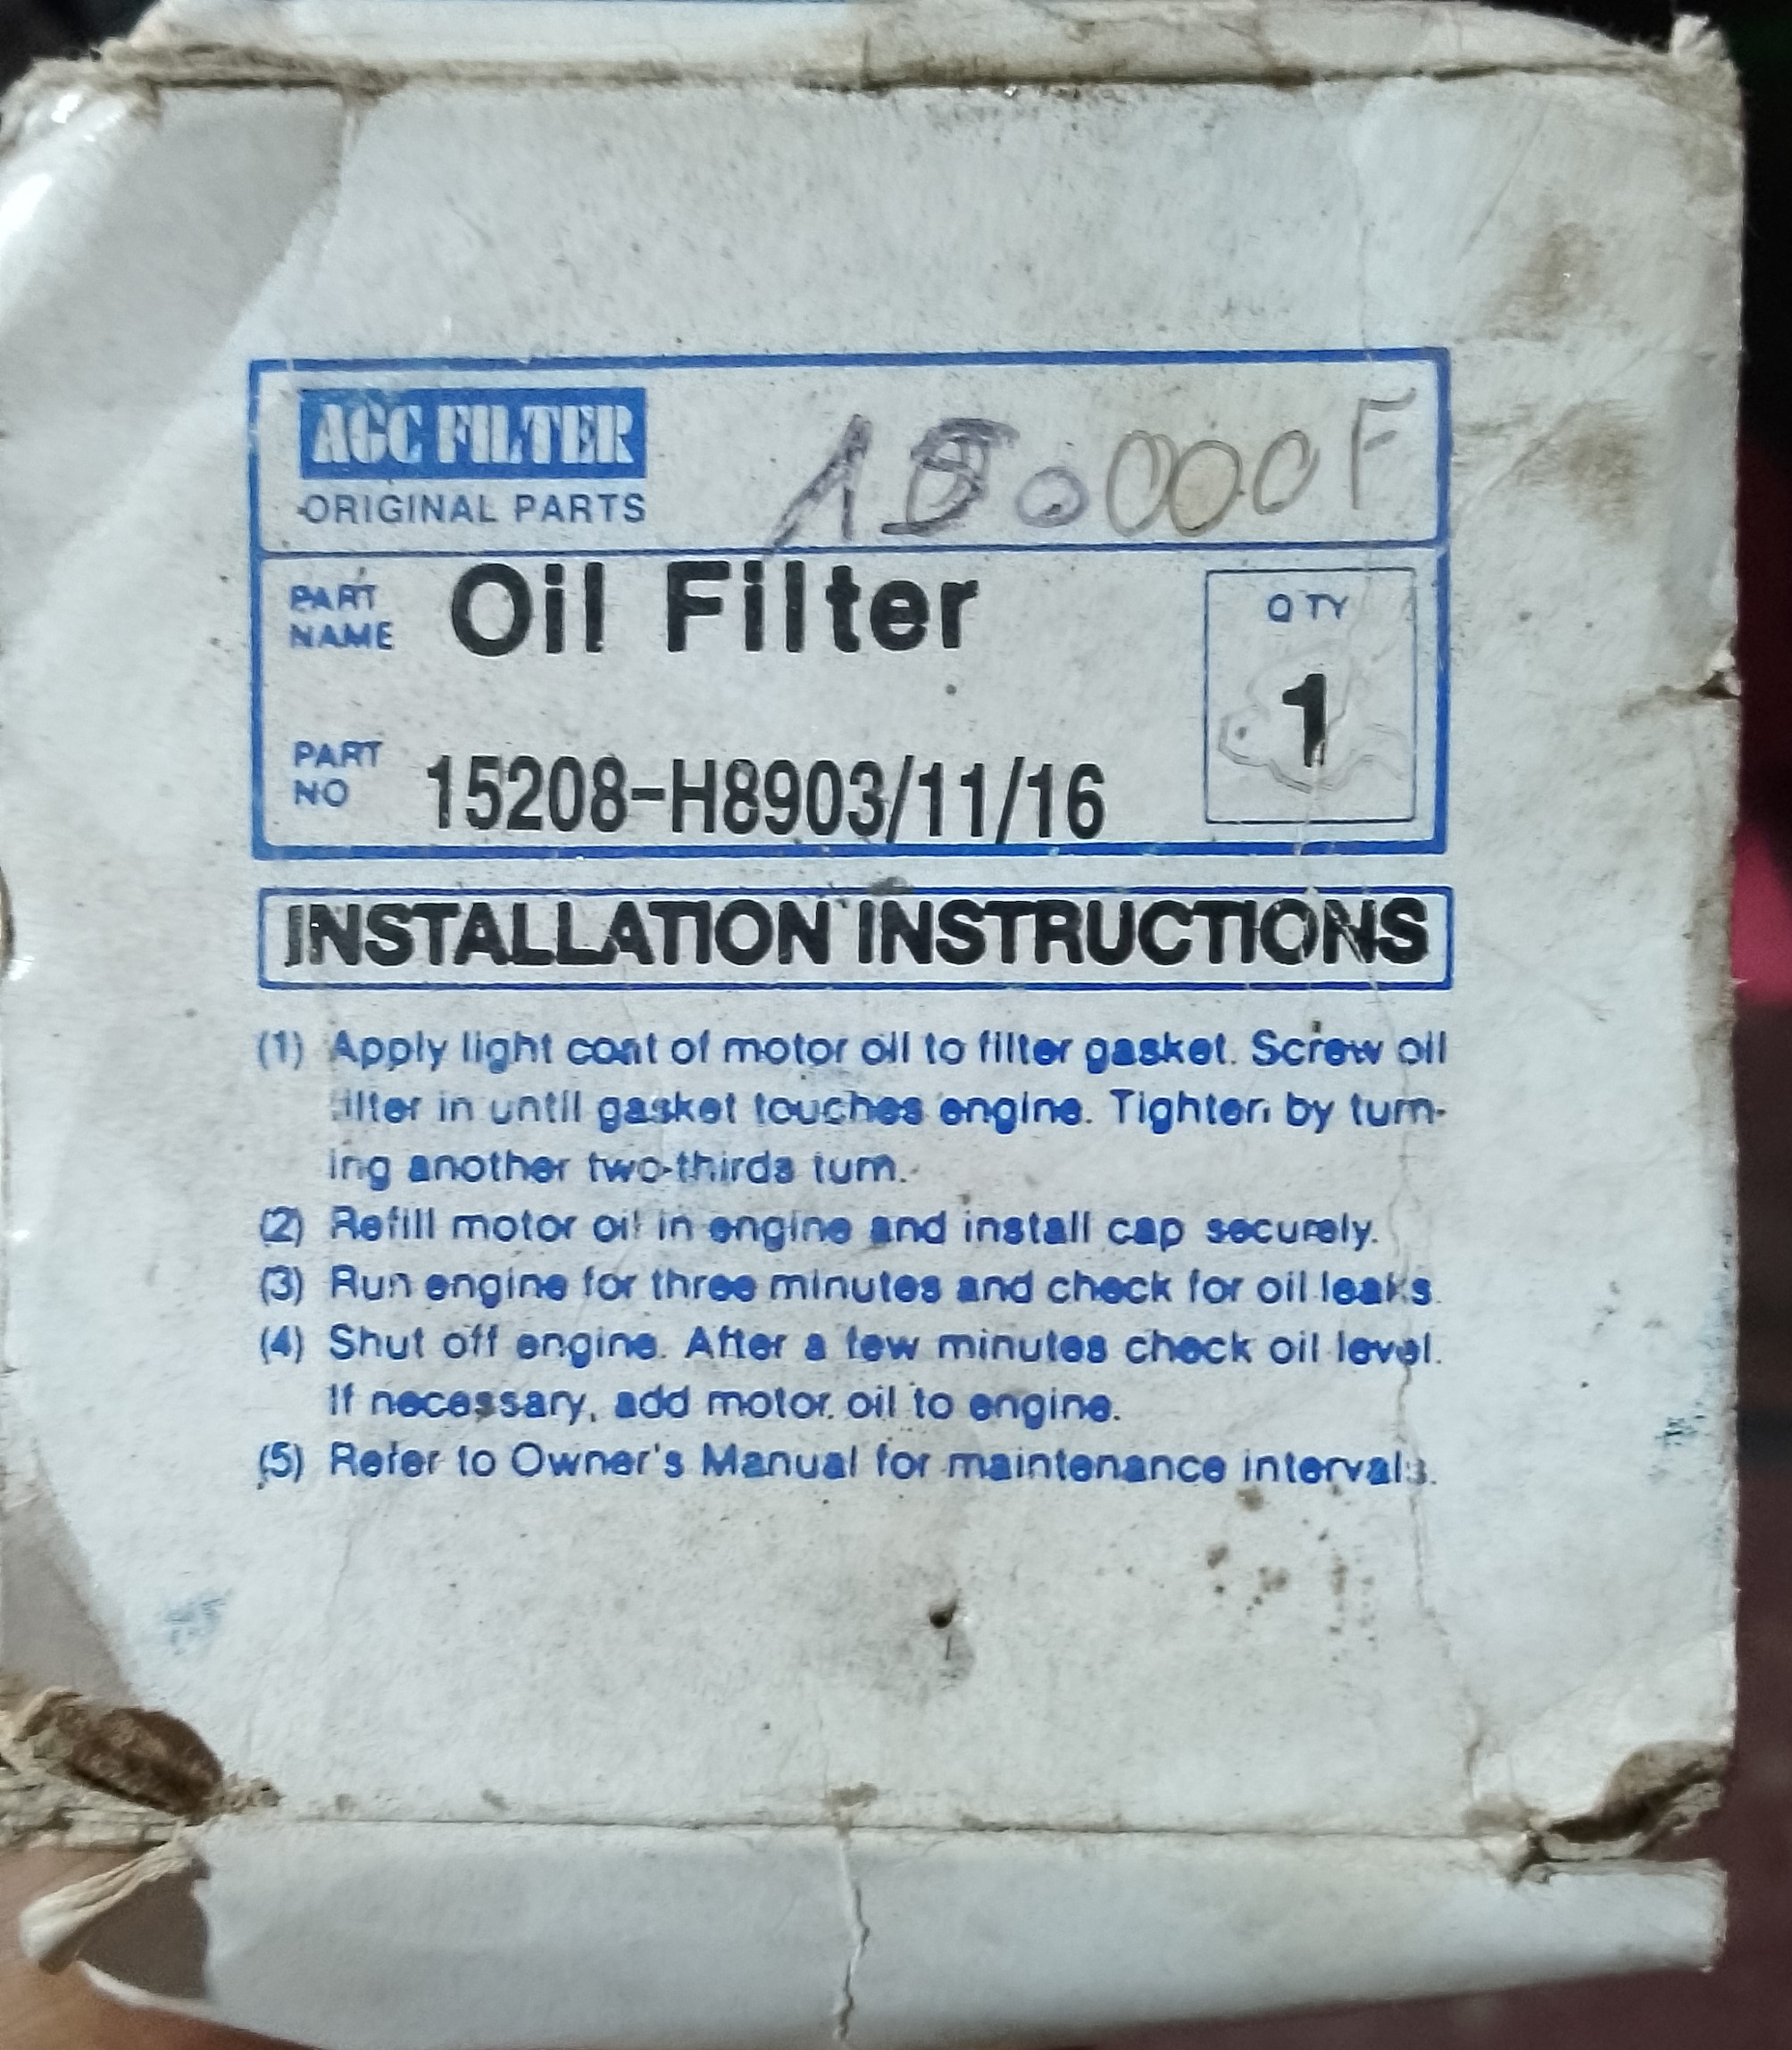 AGC FILTER
ORIGINAL PARTS
PART NAME Oil Filter
QTY
1
PART NO 15208-H8903/11/16
INSTALLATION INSTRUCTIONS
(1) Apply light coat of motor oil to filter gasket. Screw oil
filter in until gasket touches engine. Tighten by turn-
ing another two-thirds turn.
(2) Refill motor oil in engine and install cap securely.
(3) Run engine for three minutes and check for oil leaks.
(4) Shut off engine. After a few minutes check oil level.
If necessary, add motor oil to engine.
(5) Refer to Owner's Manual for maintenance intervals.